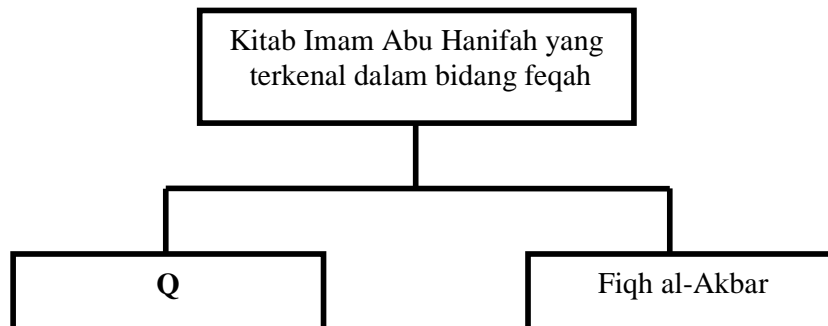 Kitab Imam Abu Hanifah yang
terkenal dalam bidang feqah
Q
Fiqh al-Akbar